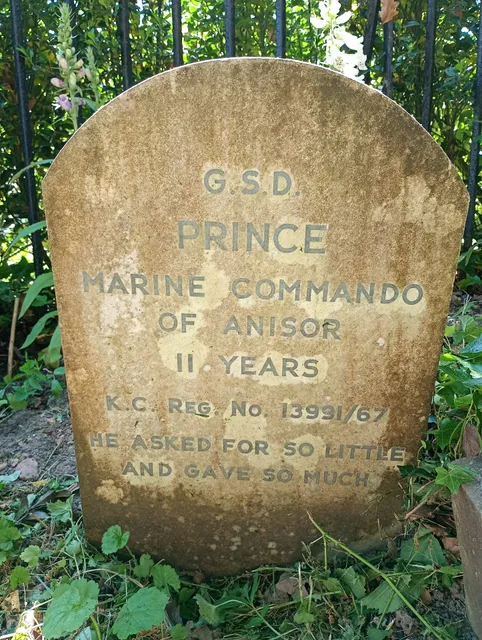 G.S.D.
PRINCE
MARINE COMMANDO
OF ANISOR
11 YEARS
K.C. REG. NO. 13991/67
HE ASKED FOR SO LITTLE
AND GAVE SO MUCH